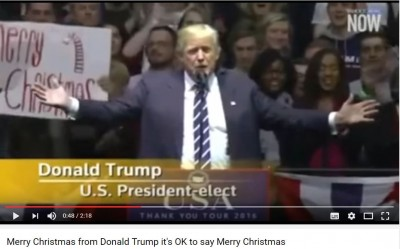 NOW
Merry
Christmas
Donald Trump
U.S. President-elect
USA
THANK YOU TOUR 2016
0:48 / 2:18
Merry Christmas from Donald Trump it's OK to say Merry Christmas